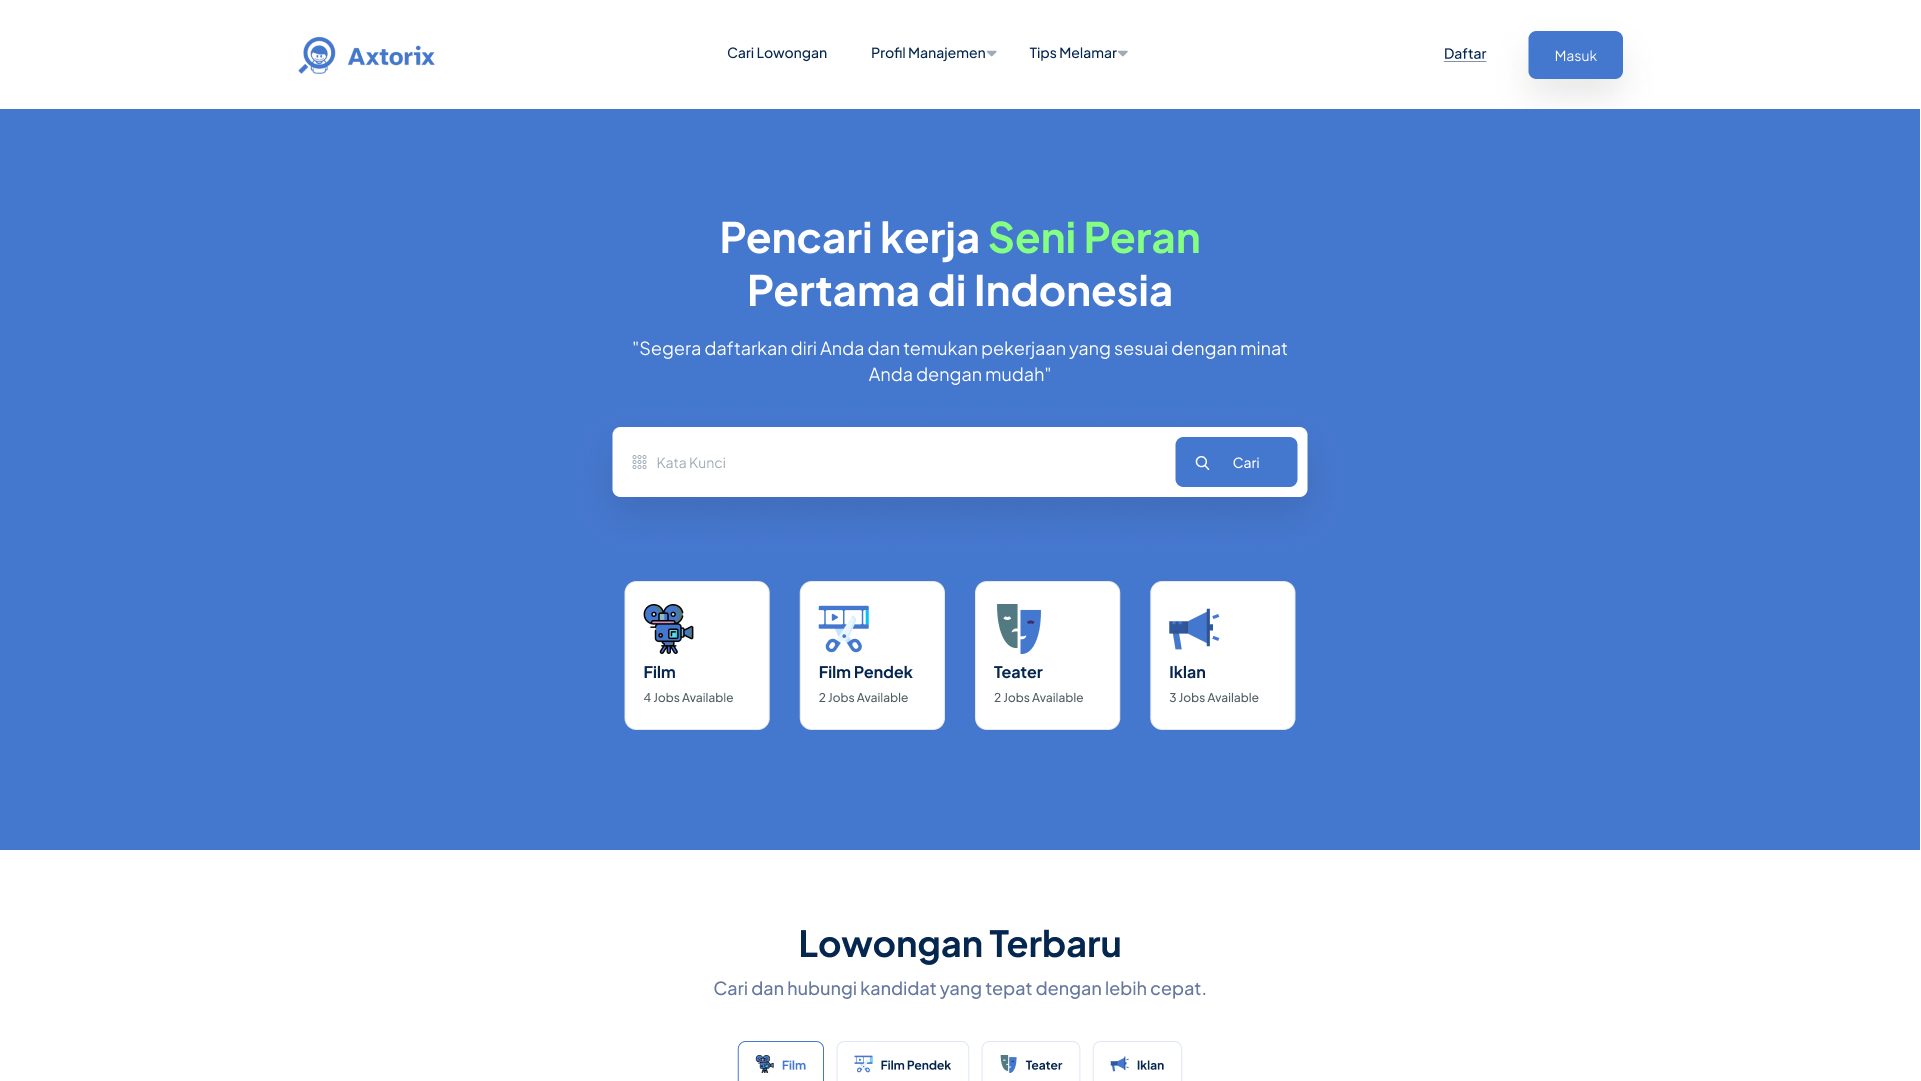 Axtorix
Cari Lowongan
Profil Manajemen
Tips Melamar
Daftar
Masuk
Pencari kerja Seni Peran
Pertama di Indonesia
"Segera daftarkan diri Anda dan temukan pekerjaan yang sesuai dengan minat
Anda dengan mudah"
Kata Kunci
Cari
Film
4 Jobs Available
Film Pendek
2 Jobs Available
Teater
2 Jobs Available
Iklan
3 Jobs Available
Lowongan Terbaru
Cari dan hubungi kandidat yang tepat dengan lebih cepat.
Film
Film Pendek
Teater
Iklan